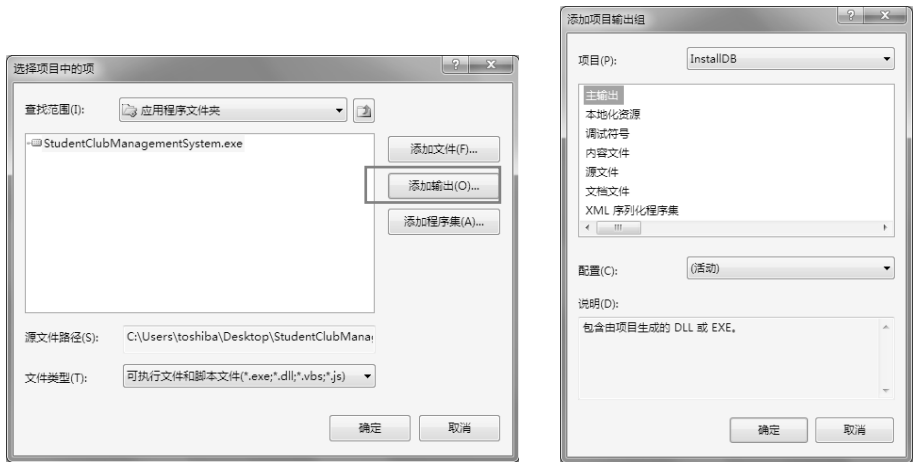 选择项目中的项
查找范围(I):
应用程序文件夹
StudentClubManagementSystem.exe
添加文件(F)...
添加输出(O)...
添加程序集(A)...
源文件路径(S):
C:\Users\toshiba\Desktop\StudentClubMana
文件类型(T):
可执行文件和脚本文件(*.exe;*.dll;*.vbs;*.js)
确定
取消
添加项目输出组
项目(P):
InstallDB
主输出
本地化资源
调试符号
内容文件
源文件
文档文件
XML 序列化程序集
配置(C):
(活动)
说明(D):
包含由项目生成的 DLL 或 EXE。
确定
取消